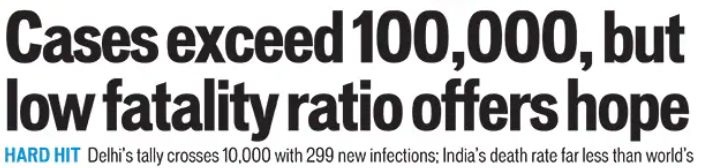 Cases exceed 100,000, but
low fatality ratio offers hope
HARD HIT Delhi's tally crosses 10,000 with 299 new infections; India's death rate far less than world's